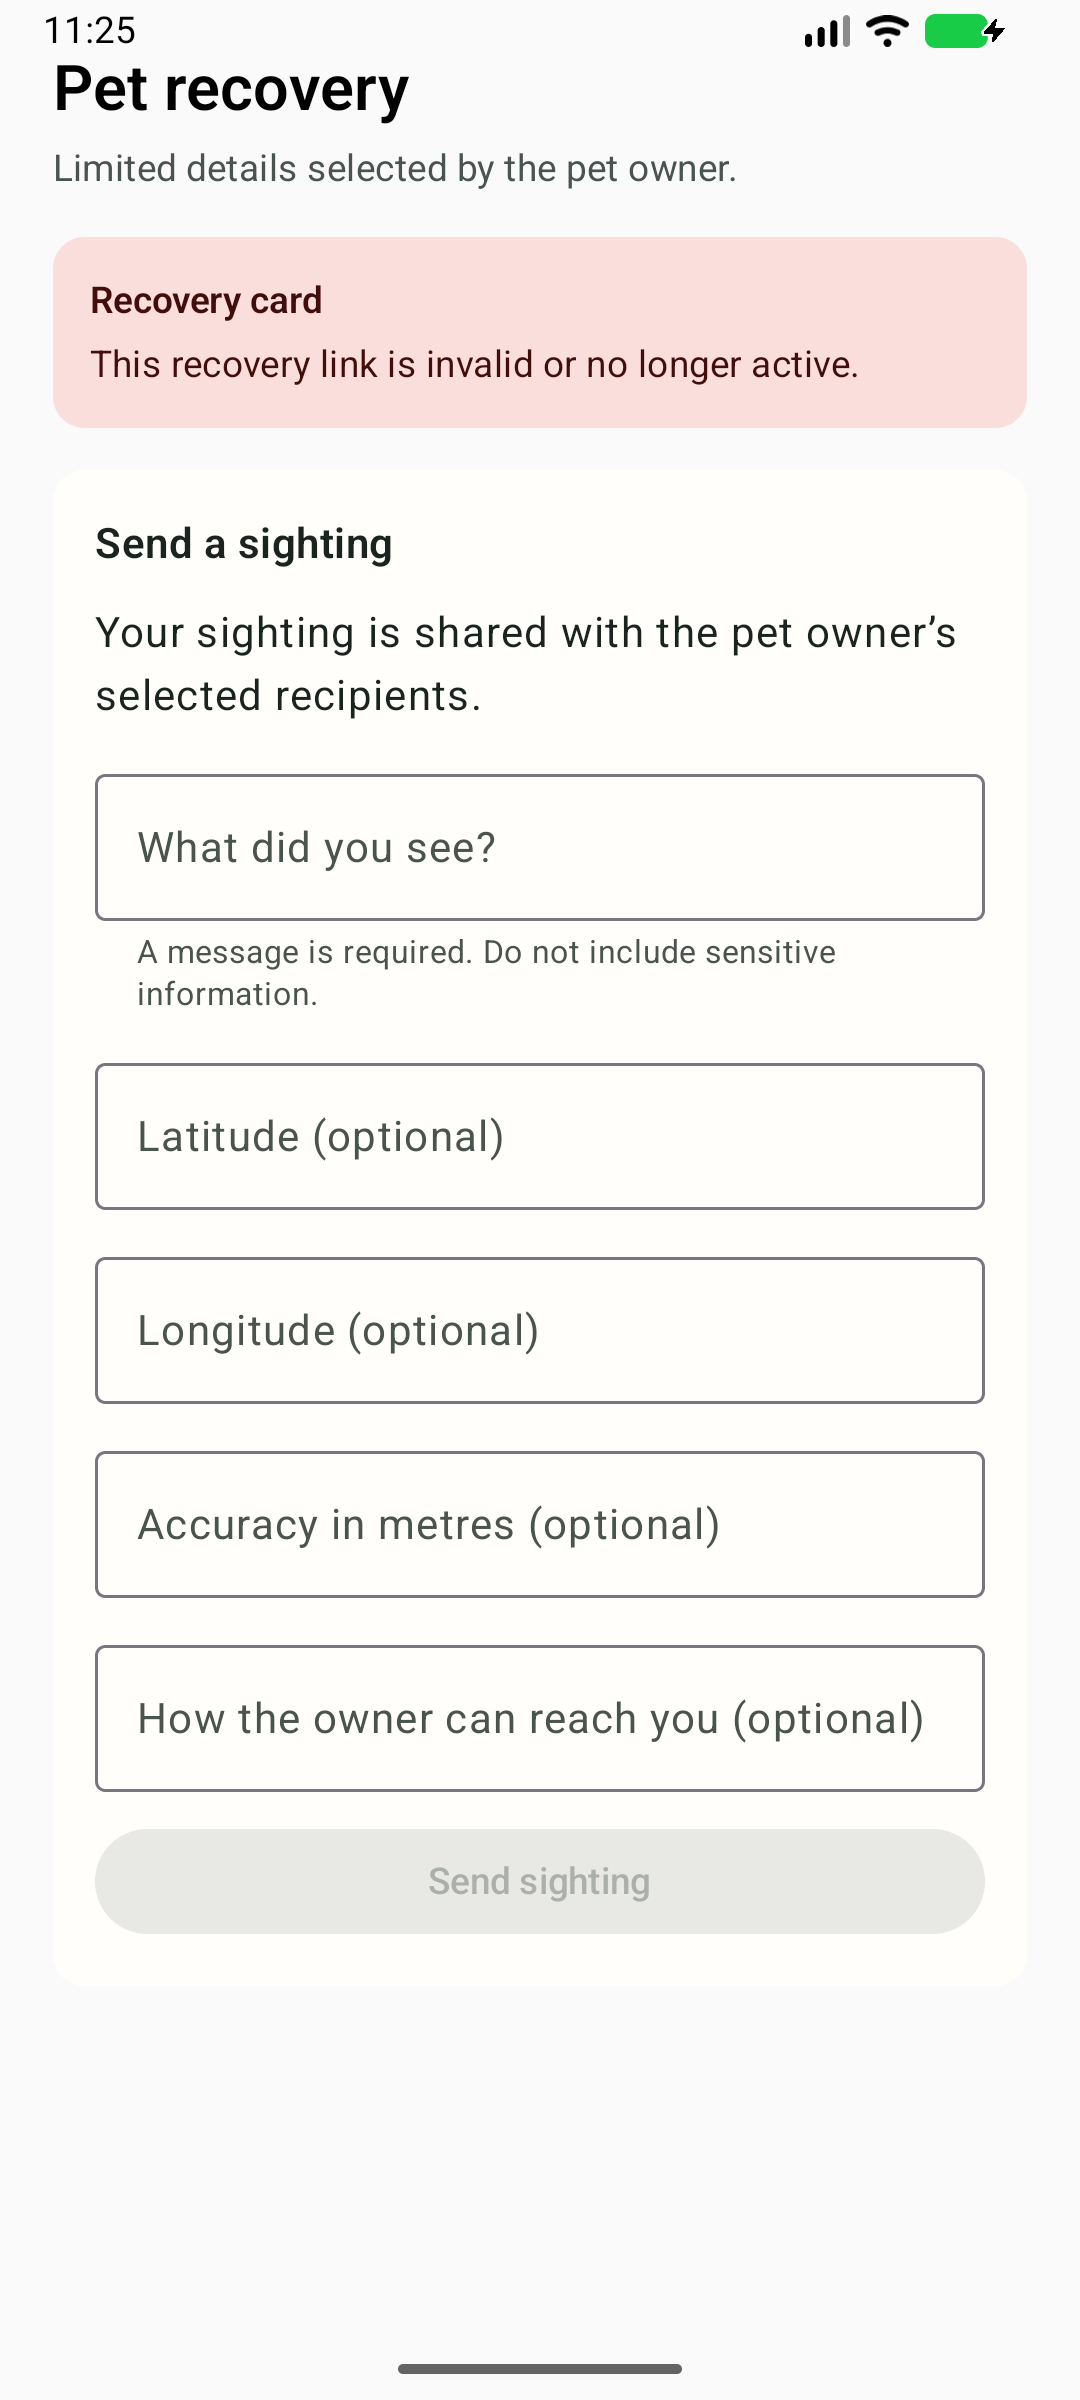 11:25
Pet recovery
Limited details selected by the pet owner.
Recovery card
This recovery link is invalid or no longer active.
Send a sighting
Your sighting is shared with the pet owner’s
selected recipients.
What did you see?
A message is required. Do not include sensitive
information.
Latitude (optional)
Longitude (optional)
Accuracy in metres (optional)
How the owner can reach you (optional)
Send sighting